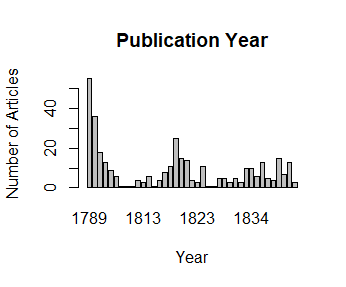 Publication Year
Number of Articles
40
20
0
1789 1813 1823 1834
Year